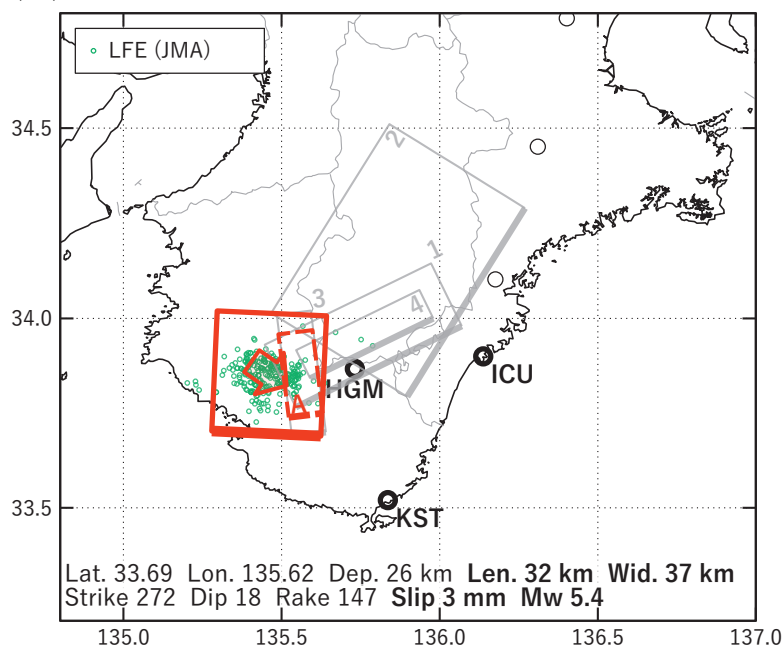 LFE (JMA)
34.5
34.0
33.5
2
1
3
4
A
HGM
ICU
KST
Lat. 33.69 Lon. 135.62 Dep. 26 km Len. 32 km Wid. 37 km
Strike 272 Dip 18 Rake 147 Slip 3 mm Mw 5.4
135.0 135.5 136.0 136.5 137.0